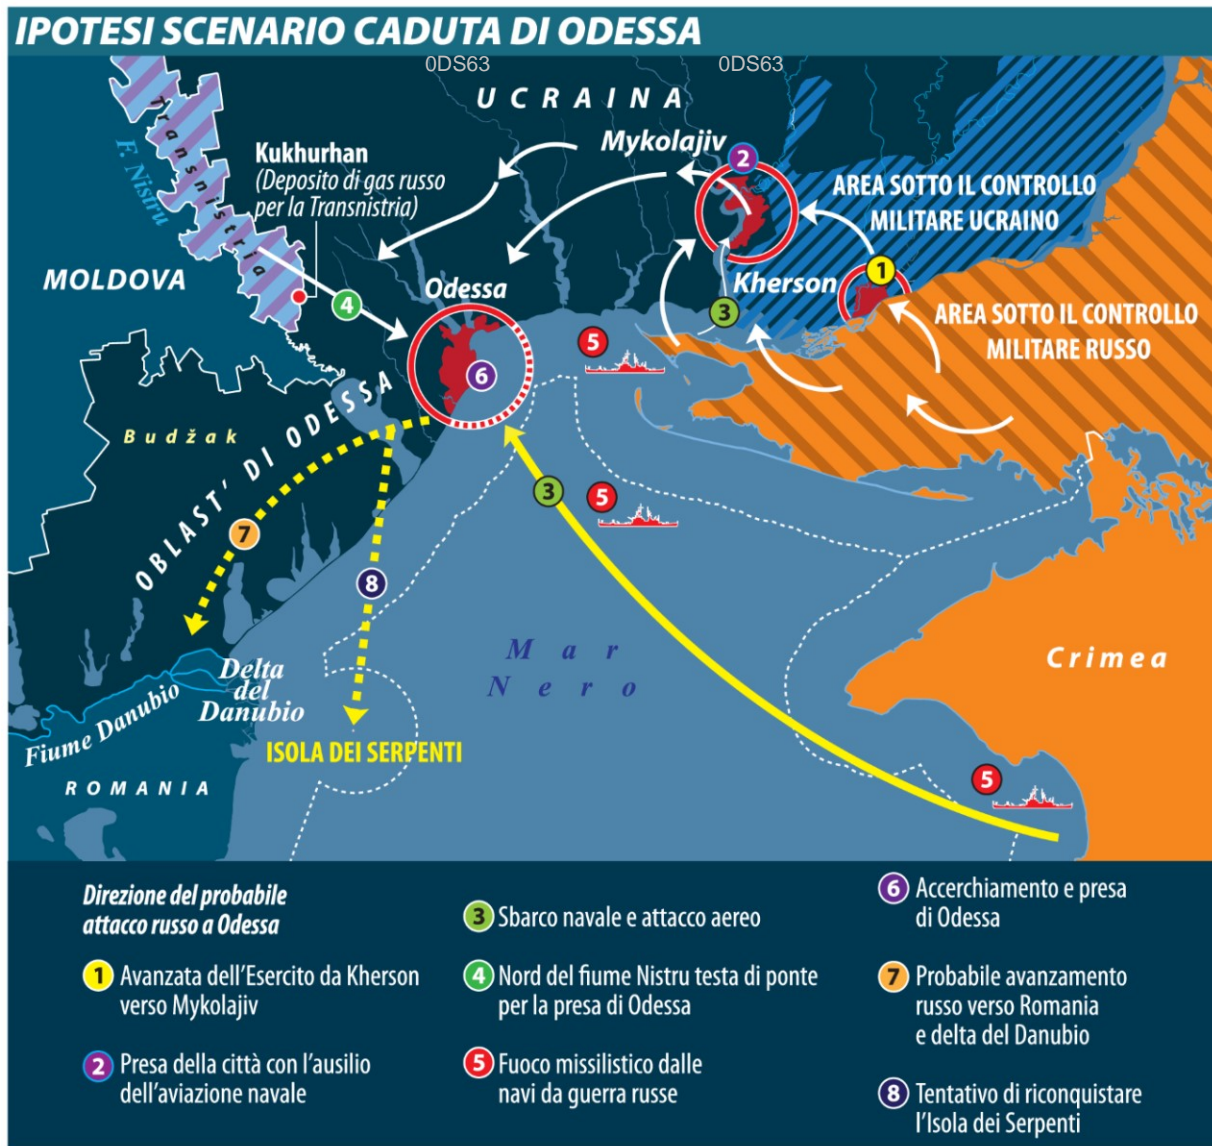 IPOTESI SCENARIO CADUTA DI ODESSA
0DS63
0DS63
UCRAINA
Transnistria
F. Nistru
Kukhurhan
(Deposito di gas russo
per la Transnistria)
Mykolajiv
2
AREA SOTTO IL CONTROLLO
MILITARE UCRAINO
MOLDOVA
Kherson
1
Odessa
4
3
AREA SOTTO IL CONTROLLO
MILITARE RUSSO
5
6
OBLAST' DI ODESSA
Budžak
3
5
7
8
Mar
Nero
Crimea
Delta
del
Danubio
Fiume Danubio
ISOLA DEI SERPENTI
ROMANIA
5
Direzione del probabile
attacco russo a Odessa
1 Avanzata dell'Esercito da Kherson
verso Mykolajiv
2 Presa della città con l'ausilio
dell'aviazione navale
3 Sbarco navale e attacco aereo
4 Nord del fiume Nistru testa di ponte
per la presa di Odessa
5 Fuoco missilistico dalle
navi da guerra russe
6 Accerchiamento e presa
di Odessa
7 Probabile avanzamento
russo verso Romania
e delta del Danubio
8 Tentativo di riconquistare
l'Isola dei Serpenti